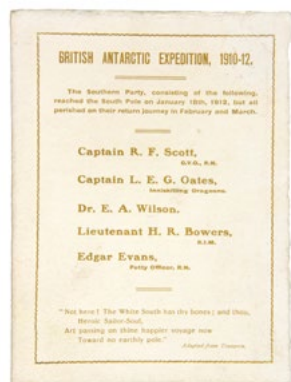 BRITISH ANTARCTIC EXPEDITION, 1910-12.
The Southern Party, consisting of the following,
reached the South Pole on January 18th, 1912, but all
perished on their return journey in February and March.
Captain R. F. Scott,
C.V.O., R.N.
Captain L. E. G. Oates,
Inniskilling Dragoons.
Dr. E. A. Wilson.
Lieutenant H. R. Bowers,
R.I.M.
Edgar Evans,
Petty Officer, R.N.
"Not here! The White South has thy bones; and thou,
Heroic Sailor-Soul,
Art passing on thine happier voyage now
Toward no earthly pole."
Adapted from Tennyson.